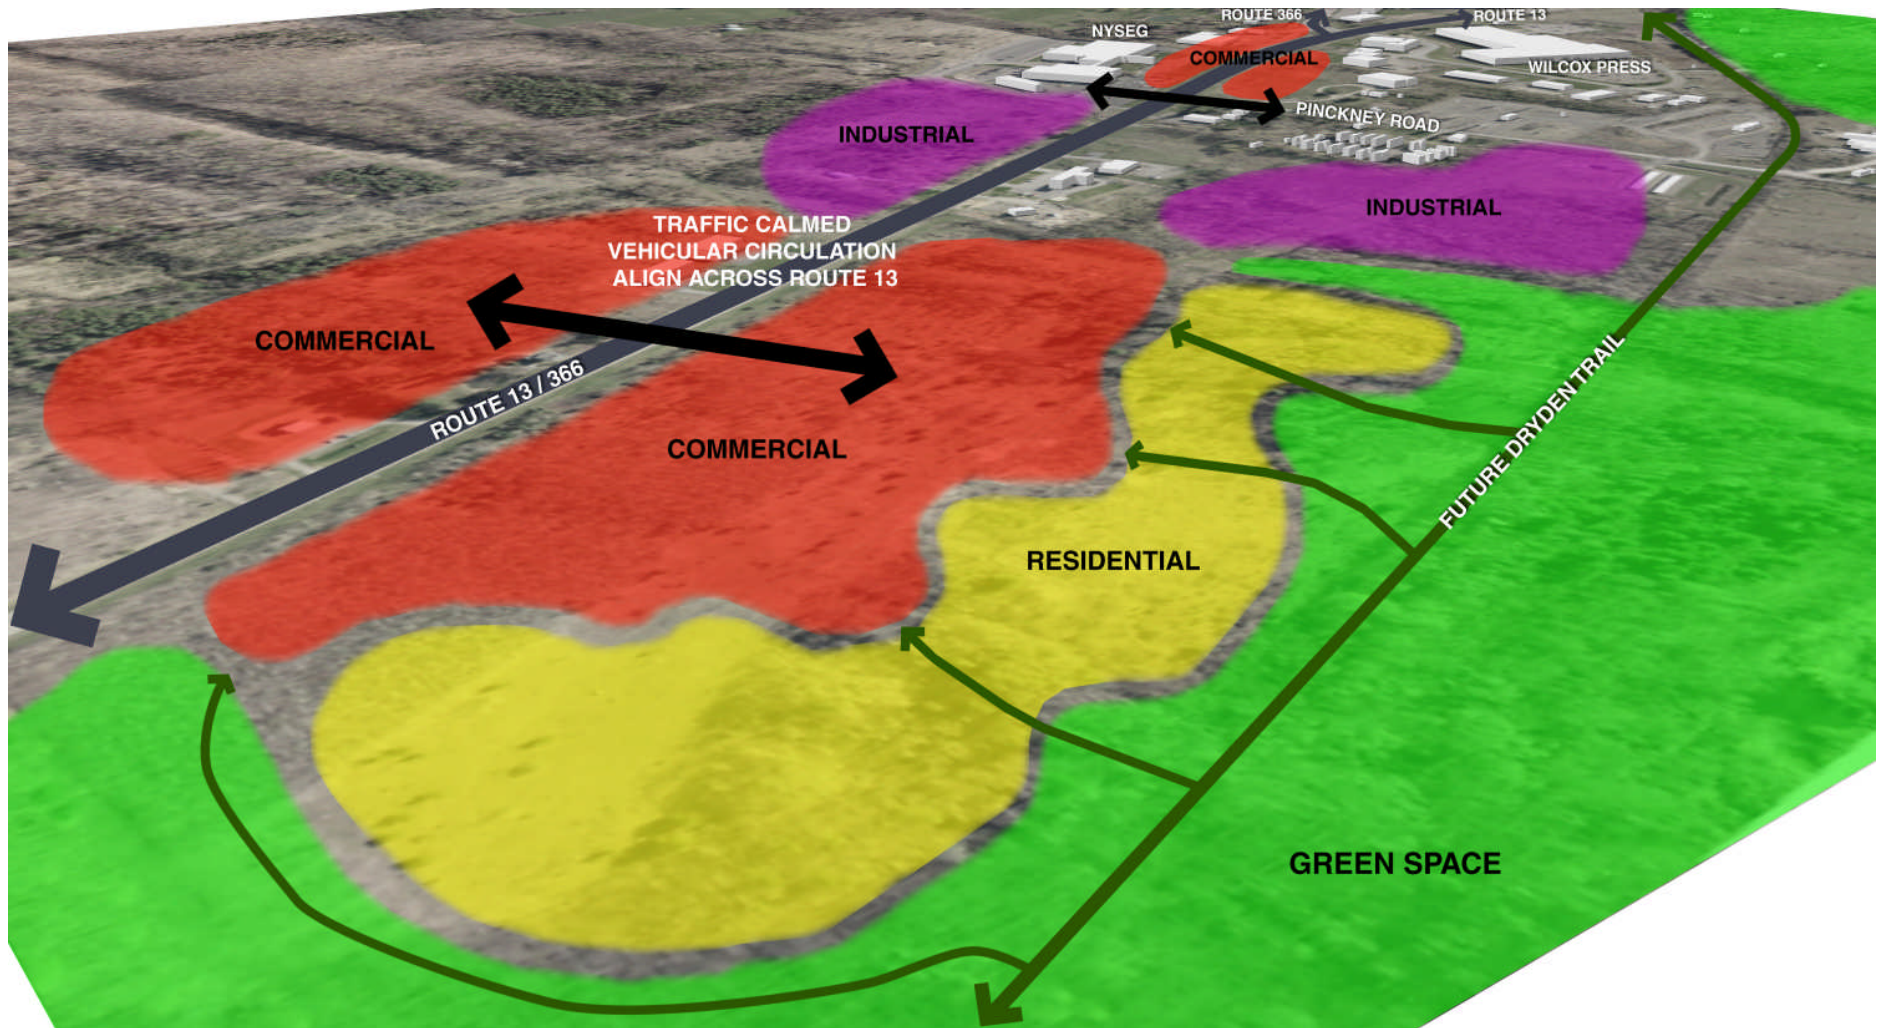 ROUTE 366
ROUTE 13
NYSEG
COMMERCIAL
WILCOX PRESS
PINCKNEY ROAD
INDUSTRIAL
INDUSTRIAL
TRAFFIC CALMED
VEHICULAR CIRCULATION
ALIGN ACROSS ROUTE 13
COMMERCIAL
ROUTE 13 / 366
COMMERCIAL
FUTURE DRYDEN TRAIL
RESIDENTIAL
GREEN SPACE